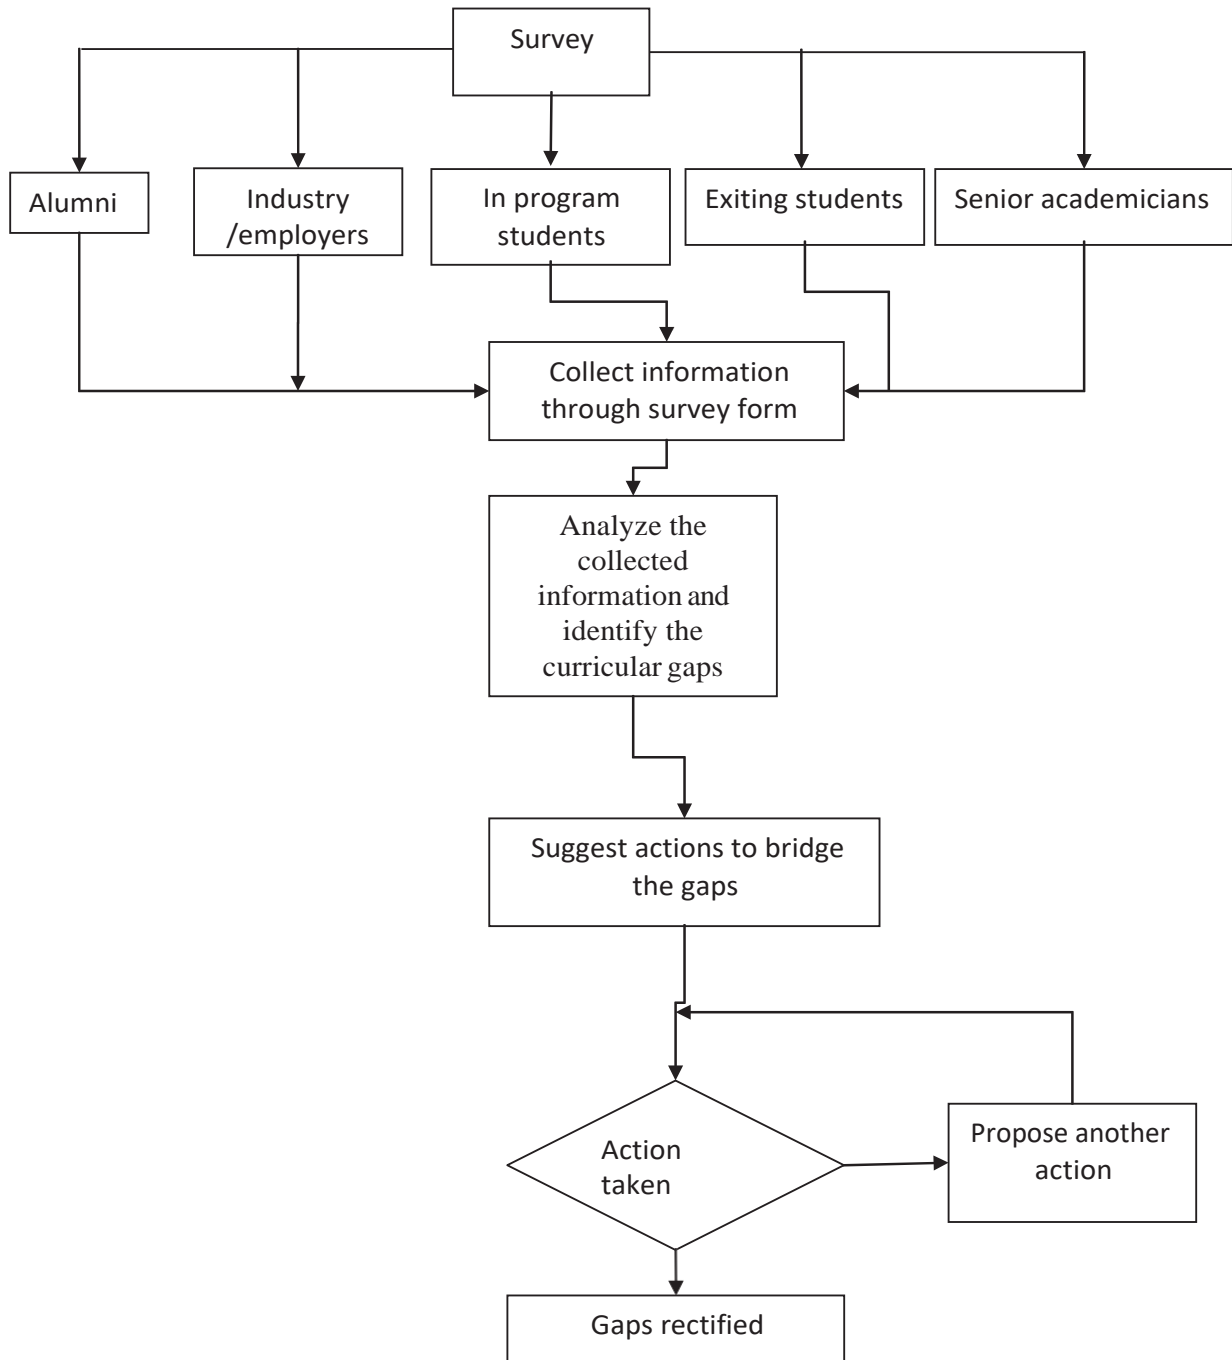 Survey
Alumni
Industry
/employers
In program
students
Exiting students
Senior academicians
Collect information
through survey form
Analyze the
collected
information and
identify the
curricular gaps
Suggest actions to bridge
the gaps
Action
taken
Propose another
action
Gaps rectified